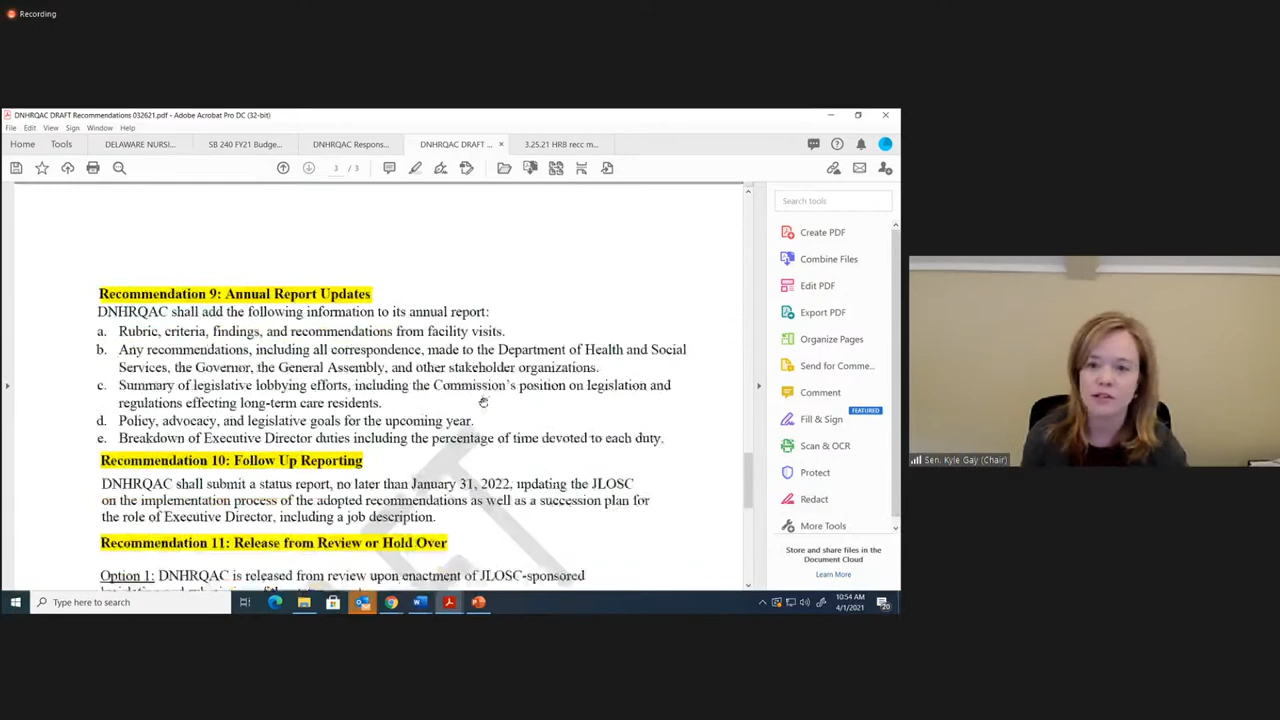 Recording
DNHRQAC DRAFT Recommendations 032621.pdf - Adobe Acrobat Pro DC (32-bit)
File Edit View Sign Window Help
Home Tools DELAWARE NURSI... SB 240 FY21 Budge... DNHRQAC Respons... DNHRQAC DRAFT ... × 3.25.21 HRB recc m...
3 / 3
Search tools
Create PDF
Combine Files
Edit PDF
Export PDF
Organize Pages
Send for Comme...
Comment
Fill & Sign FEATURED
Scan & OCR
Protect
Redact
More Tools
Store and share files in the
Document Cloud
Learn More
Recommendation 9: Annual Report Updates
DNHRQAC shall add the following information to its annual report:
a. Rubric, criteria, findings, and recommendations from facility visits.
b. Any recommendations, including all correspondence, made to the Department of Health and Social
Services, the Governor, the General Assembly, and other stakeholder organizations.
c. Summary of legislative lobbying efforts, including the Commission's position on legislation and
regulations effecting long-term care residents.
d. Policy, advocacy, and legislative goals for the upcoming year.
e. Breakdown of Executive Director duties including the percentage of time devoted to each duty.
Recommendation 10: Follow Up Reporting
DNHRQAC shall submit a status report, no later than January 31, 2022, updating the JLOSC
on the implementation process of the adopted recommendations as well as a succession plan for
the role of Executive Director, including a job description.
Recommendation 11: Release from Review or Hold Over
Option 1: DNHRQAC is released from review upon enactment of JLOSC-sponsored
Type here to search
10:54 AM
4/1/2021
20
Sen. Kyle Gay (Chair)